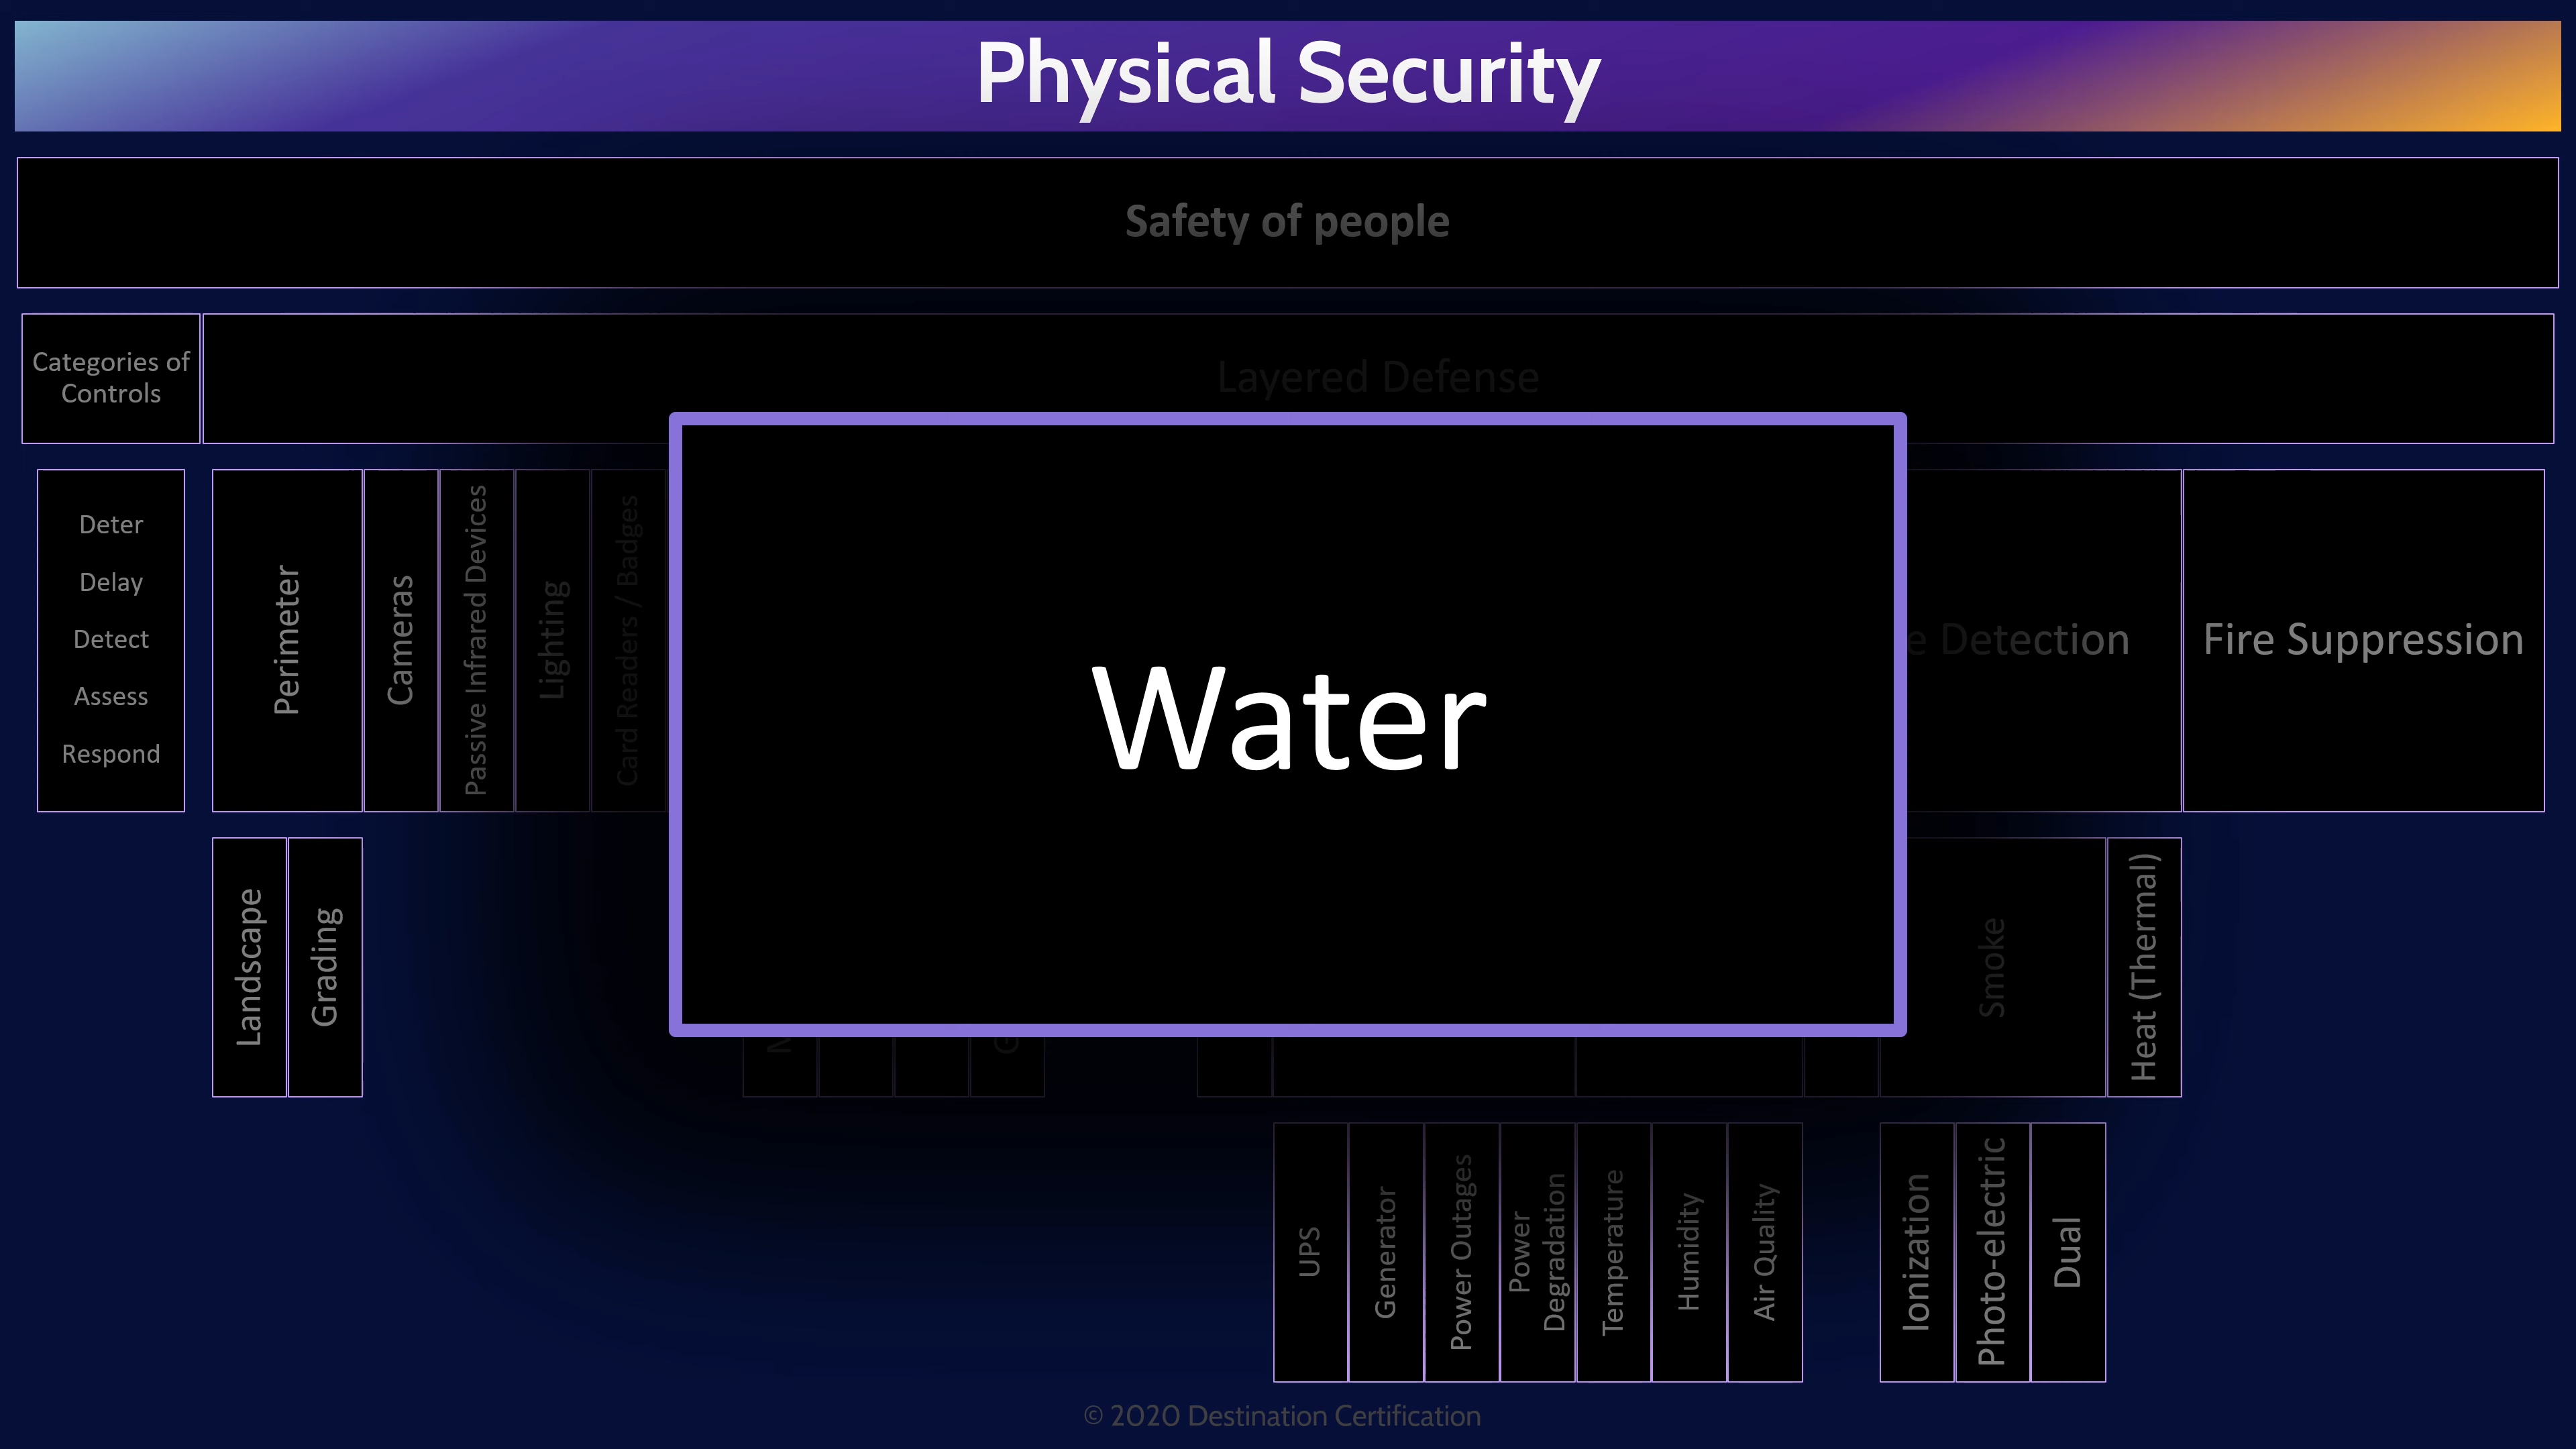 Physical Security
Safety of people
Categories of
Controls
Layered Defense
Deter
Delay
Detect
Assess
Respond
Perimeter
Cameras
Passive Infrared Devices
Lighting
Card Readers / Badges
Water
Detection
Fire Suppression
Landscape
Grading
Smoke
Heat (Thermal)
UPS
Generator
Power Outages
Power
Degradation
Temperature
Humidity
Air Quality
Ionization
Photo-electric
Dual
© 2020 Destination Certification